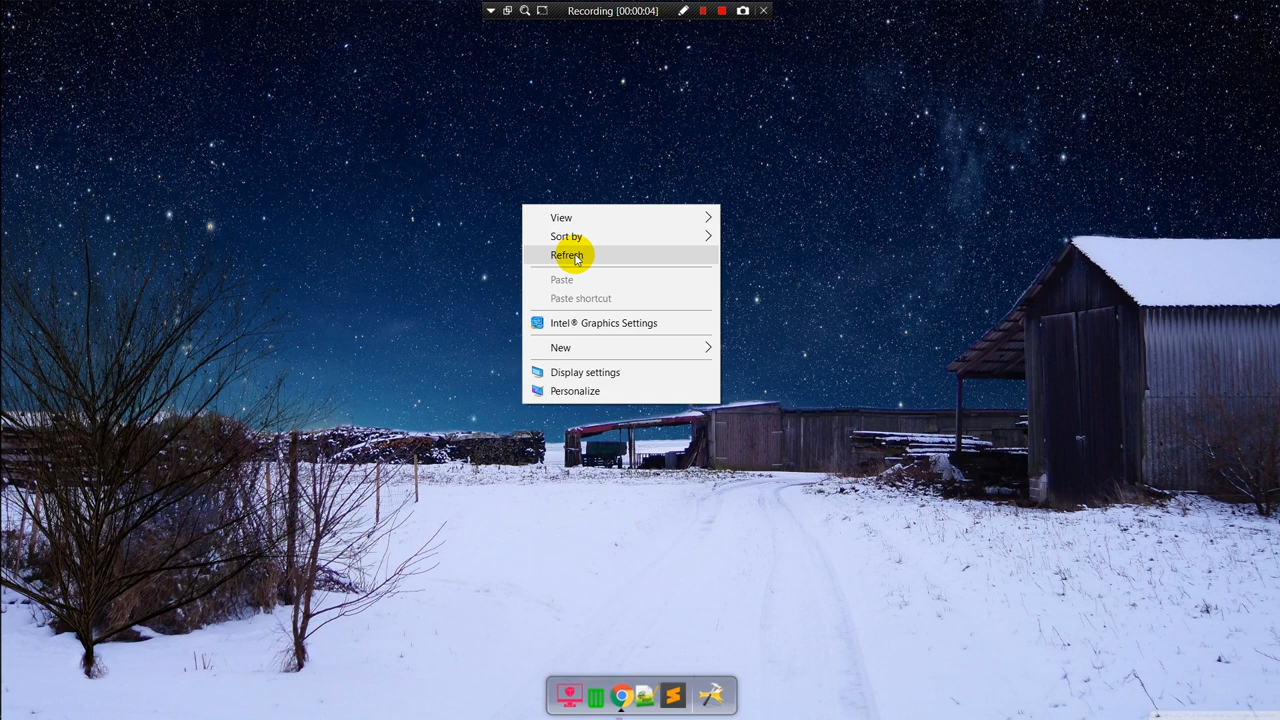 Recording [00:00:04]
View
Sort by
Refresh
Paste
Paste shortcut
Intel® Graphics Settings
New
Display settings
Personalize